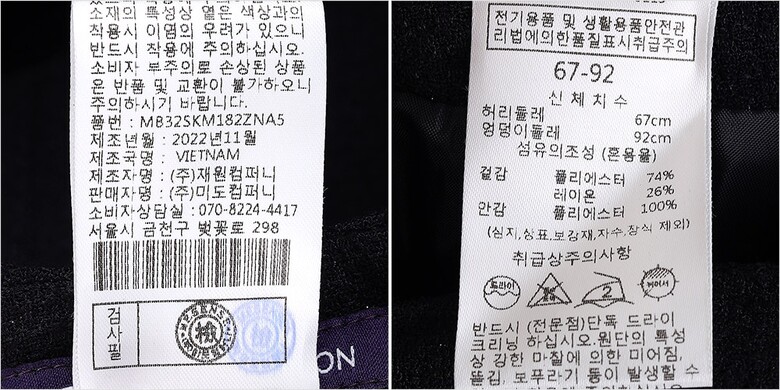 소재의 특성상 옅은 색상과의
착용시 이염의 우려가 있으니
반드시 착용에 주의하십시오.
소비자 부주의로 손상된 상품
은 반품 및 교환이 불가하오니
주의하시기 바랍니다.
품번 : MB32SKM182ZNA5
제조년월 : 2022년11월
제조국명 : VIETNAM
제조자명 : (주)재원컴퍼니
판매자명 : (주)미도컴퍼니
소비자상담실 : 070-8224-4417
서울시 금천구 벚꽃로 298
검사필
ON
전기용품 및 생활용품안전관
리법에의한품질표시취급주의
67-92
신체치수
허리둘레 67cm
엉덩이둘레 92cm
섬유의조성 (혼용율)
겉감 폴리에스터 74%
레이온 26%
안감 폴리에스터 100%
(심지,상표,보강재,자수,장식 제외)
취급상주의사항
드라이
2
뉘어서
반드시 (전문점)단독 드라이
크리닝 하십시오.원단의 특성
상 강한 마찰에 의한 미어짐,
뜯김, 보푸라기 등이 발생할 수